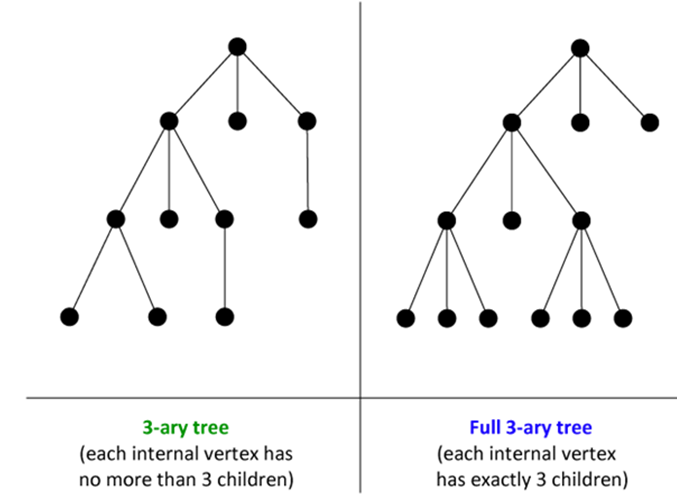 3-ary tree
(each internal vertex has
no more than 3 children)
Full 3-ary tree
(each internal vertex
has exactly 3 children)